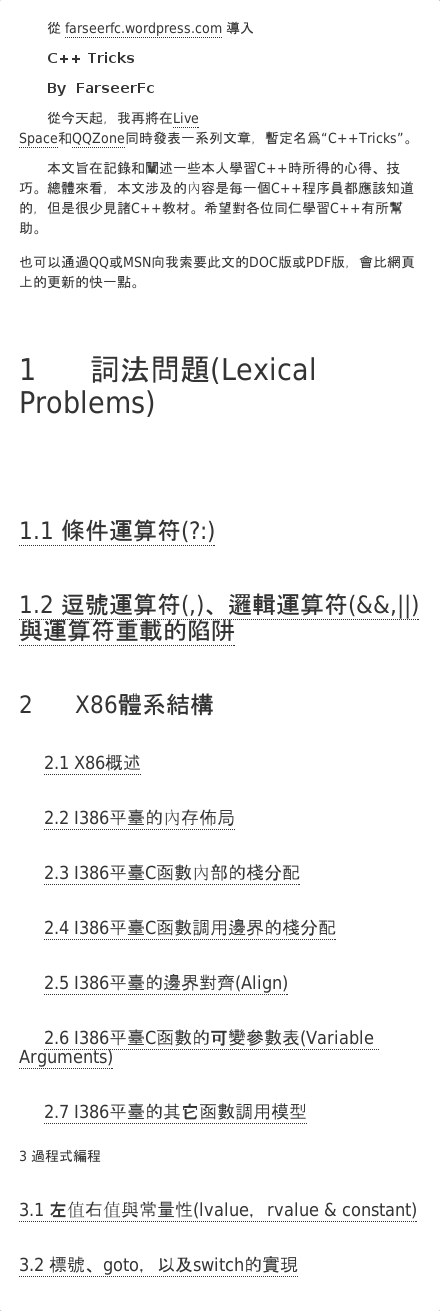 從 farseerfc.wordpress.com 導入
C++ Tricks
By FarseerFc
從今天起，我再將在Live
Space和QQZone同時發表一系列文章，暫定名爲“C++Tricks”。
本文旨在記錄和闡述一些本人學習C++時所得的心得、技
巧。總體來看，本文涉及的內容是每一個C++程序員都應該知道
的，但是很少見諸C++教材。希望對各位同仁學習C++有所幫
助。
也可以通過QQ或MSN向我索要此文的DOC版或PDF版，會比網頁
上的更新的快一點。
1 詞法問題(Lexical
Problems)
1.1 條件運算符(?:)
1.2 逗號運算符(,)、邏輯運算符(&&,||)
與運算符重載的陷阱
2 X86體系結構
2.1 X86概述
2.2 I386平臺的內存佈局
2.3 I386平臺C函數內部的棧分配
2.4 I386平臺C函數調用邊界的棧分配
2.5 I386平臺的邊界對齊(Align)
2.6 I386平臺C函數的可變參數表(Variable
Arguments)
2.7 I386平臺的其它函數調用模型
3 過程式編程
3.1 左值右值與常量性(lvalue，rvalue & constant)
3.2 標號、goto，以及switch的實現